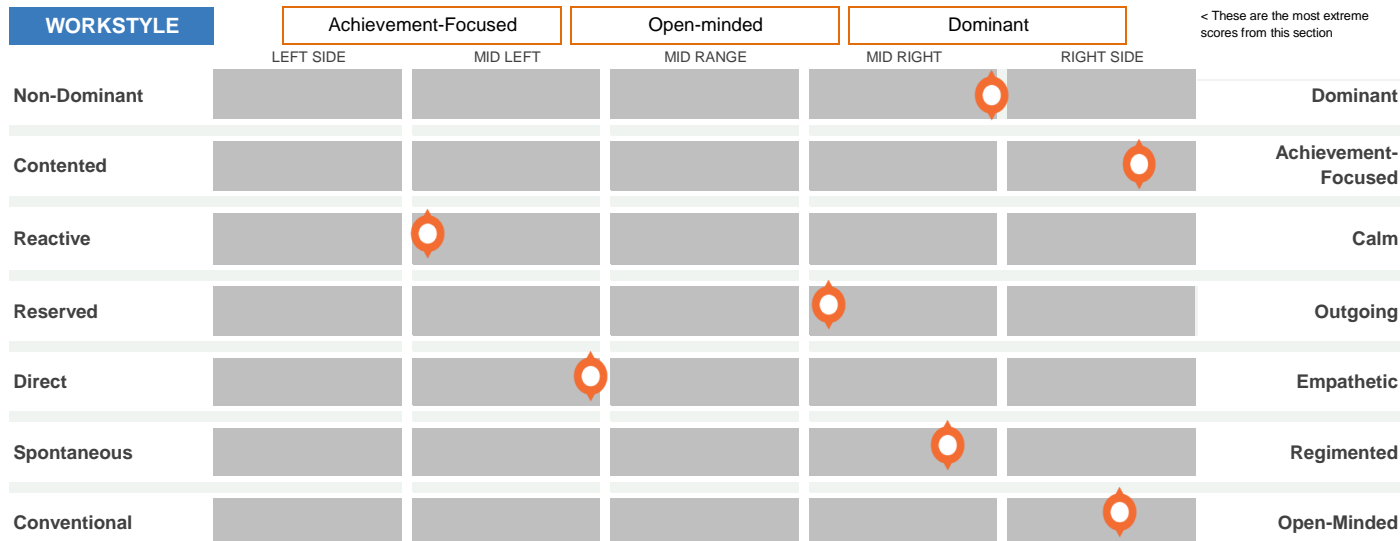 WORKSTYLE
Achievement-Focused
Open-minded
Dominant
< These are the most extreme
scores from this section
LEFT SIDE
MID LEFT
MID RANGE
MID RIGHT
RIGHT SIDE
Non-Dominant
Dominant
Contented
Achievement-
Focused
Reactive
Calm
Reserved
Outgoing
Direct
Empathetic
Spontaneous
Regimented
Conventional
Open-Minded